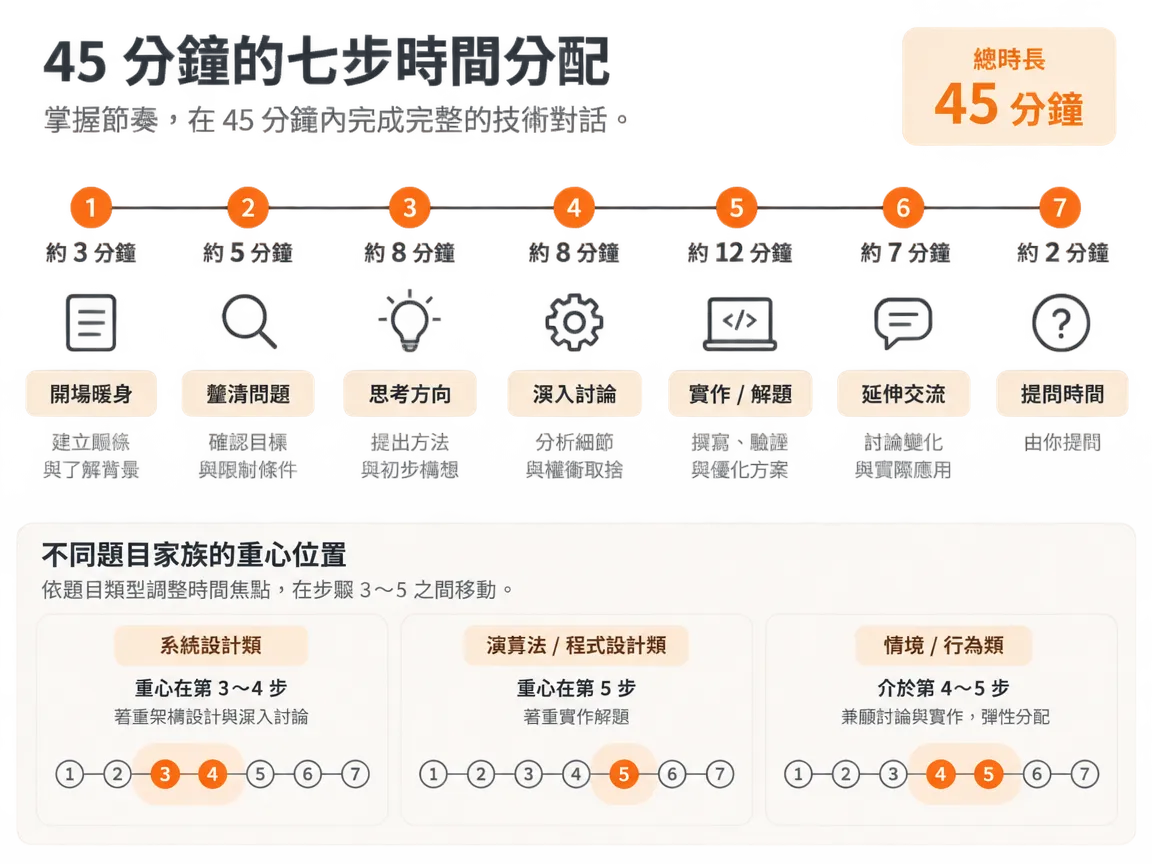 45 分鐘的七步時間分配
掌握節奏，在 45 分鐘內完成完整的技術對話。
總時長
45 分鐘
1 2 3 4 5 6 7
約 3 分鐘
約 5 分鐘
約 8 分鐘
約 8 分鐘
約 12 分鐘
約 7 分鐘
約 2 分鐘
</>
?
開場暖身
釐清問題
思考方向
演入討論
實作 / 解題
延伸交流
提問時間
建立
與了解背景
確認目標
與限制條件
提出方法
與初步構想
分析細節
與權衡取捨
撰寫、驗證
與優化方案
討論變化
與實際應用
由你提問
不同題目家族的重心位置
依題目類型調整時間焦點，在步 3～5 之間移動。
系統設計類
重心在第 3～4 步
著重架構設計與深入討論
1 2 3 4 5 6 7
演算法 / 程式設計類
重心在第 5 步
著重實作解題
1 2 3 4 5 6 7
情境 / 行為類
介於第 4～5 步
兼顧討論與實作，彈性分配
1 2 3 4 5 6 7